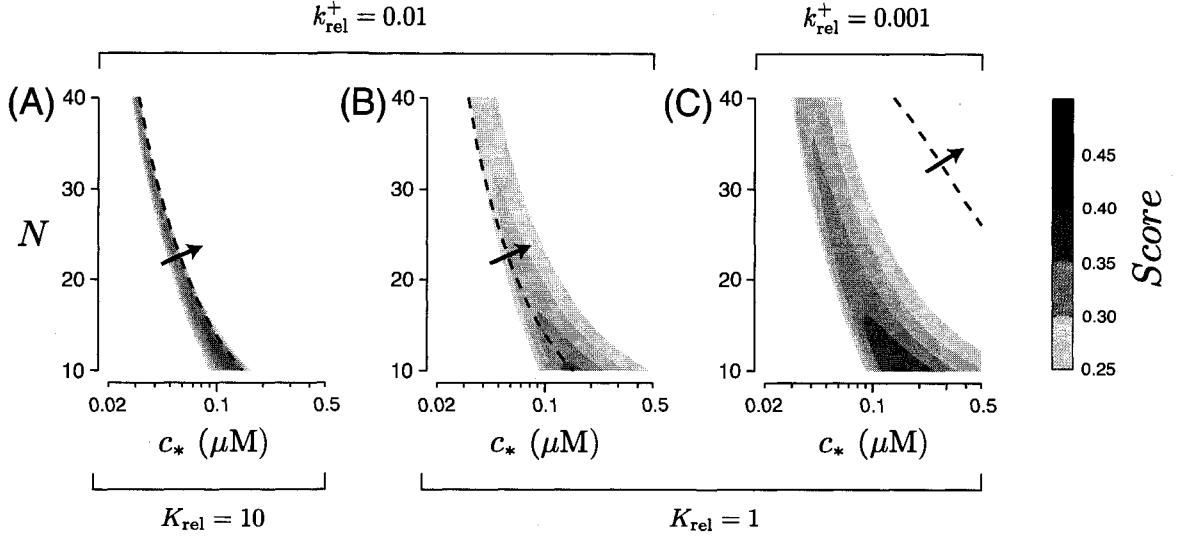 k⁺rel = 0.01
k⁺rel = 0.001
(A)
(B)
(C)
N
40
30
20
10
40
30
20
10
40
30
20
10
0.02
0.1
0.5
0.02
0.1
0.5
0.02
0.1
0.5
c* (μM)
c* (μM)
c* (μM)
Krel = 10
Krel = 1
0.45
0.40
0.35
0.30
0.25
Score